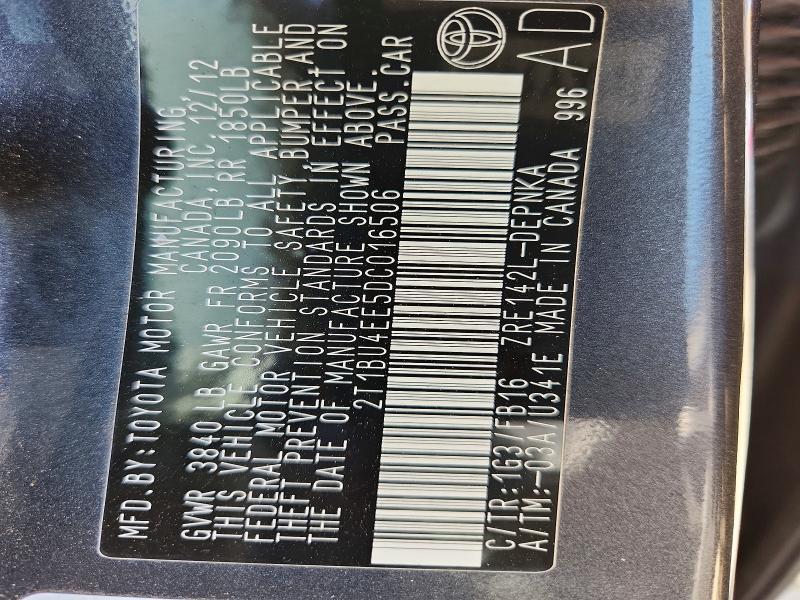 MFD.BY:TOYOTA MOTOR MANUFACTURING
CANADA, INC, 12/12
GVWR 3840 LB GAWR FR 2090LB RR 1850LB
THIS VEHICLE CONFORMS TO ALL APPLICABLE
FEDERAL MOTOR VEHICLE SAFETY, BUMPER, AND
THEFT PREVENTION STANDARDS IN EFFECT ON
THE DATE OF MANUFACTURE SHOWN ABOVE.
2T1BU4EE5DC016506 PASS.CAR
C/TR:1G3/FB16 ZRE142L-DEPNKA
A/TM:-03A/U341E MADE IN CANADA 996 AD